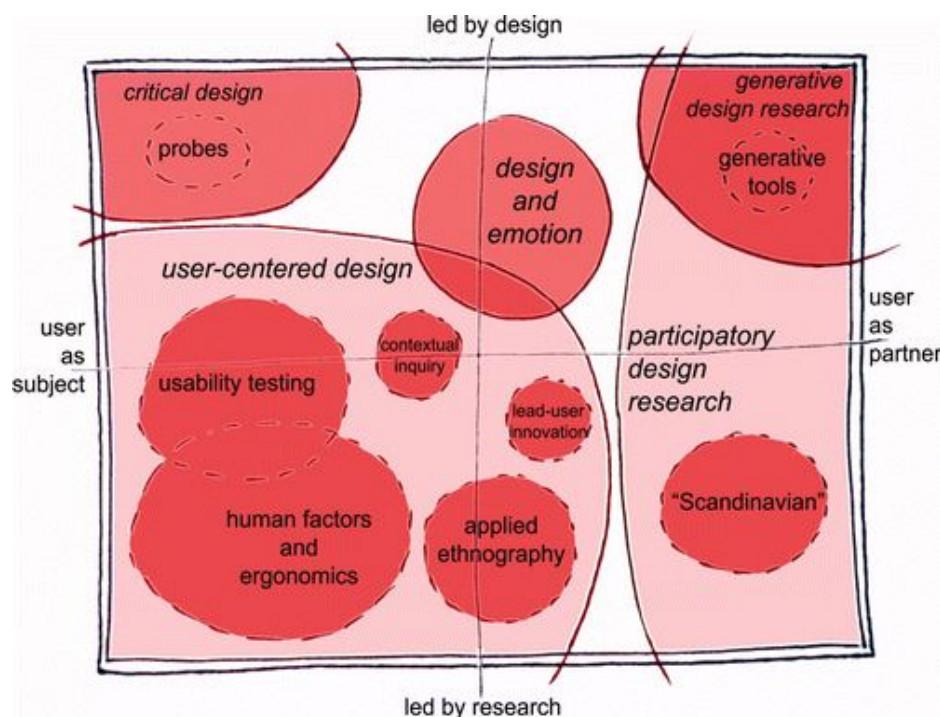 led by design
critical design
probes
generative
design research
generative
tools
design
and
emotion
user-centered design
user
as
subject
user
as
partner
contextual
inquiry
usability testing
participatory
design
research
lead-user
innovation
"Scandinavian"
human factors
and
ergonomics
applied
ethnography
led by research